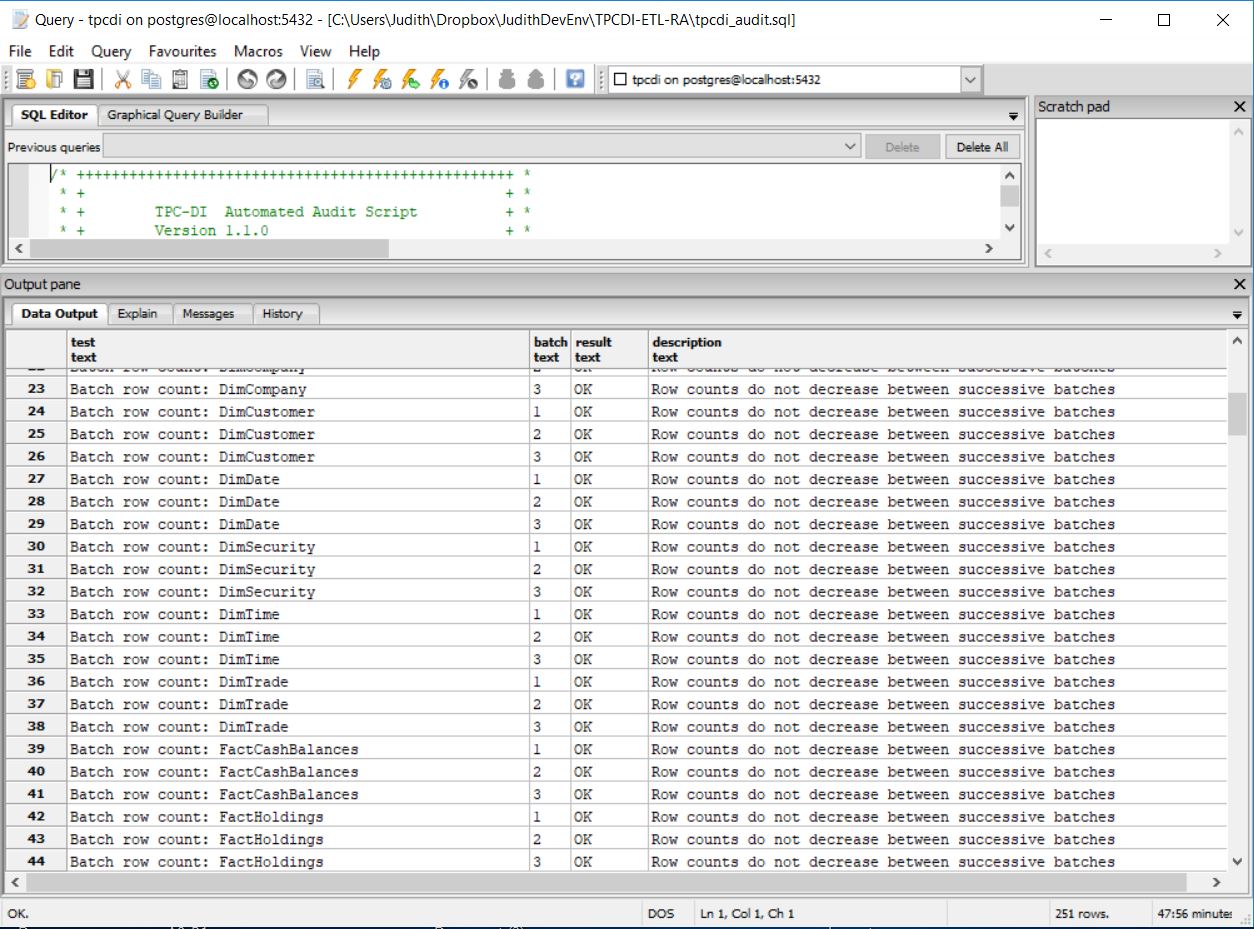 Query - tpcdi on postgres@localhost:5432 - [C:\Users\Judith\Dropbox\JudithDevEnv\TPCDI-ETL-RA\tpcdi_audit.sql]
File Edit Query Favourites Macros View Help
tpcdi on postgres@localhost:5432
SQL Editor Graphical Query Builder
Scratch pad
Previous queries Delete Delete All
/* ++++++++++++++++++++++++++++++++++++++++++++++++++ *
* + + *
* + TPC-DI Automated Audit Script + *
* + Version 1.1.0 + *
Output pane
Data Output Explain Messages History
test batch result description
text text text text
22 Batch row count: DimCompany 2 OK Row counts do not decrease between successive batches
23 Batch row count: DimCompany 3 OK Row counts do not decrease between successive batches
24 Batch row count: DimCustomer 1 OK Row counts do not decrease between successive batches
25 Batch row count: DimCustomer 2 OK Row counts do not decrease between successive batches
26 Batch row count: DimCustomer 3 OK Row counts do not decrease between successive batches
27 Batch row count: DimDate 1 OK Row counts do not decrease between successive batches
28 Batch row count: DimDate 2 OK Row counts do not decrease between successive batches
29 Batch row count: DimDate 3 OK Row counts do not decrease between successive batches
30 Batch row count: DimSecurity 1 OK Row counts do not decrease between successive batches
31 Batch row count: DimSecurity 2 OK Row counts do not decrease between successive batches
32 Batch row count: DimSecurity 3 OK Row counts do not decrease between successive batches
33 Batch row count: DimTime 1 OK Row counts do not decrease between successive batches
34 Batch row count: DimTime 2 OK Row counts do not decrease between successive batches
35 Batch row count: DimTime 3 OK Row counts do not decrease between successive batches
36 Batch row count: DimTrade 1 OK Row counts do not decrease between successive batches
37 Batch row count: DimTrade 2 OK Row counts do not decrease between successive batches
38 Batch row count: DimTrade 3 OK Row counts do not decrease between successive batches
39 Batch row count: FactCashBalances 1 OK Row counts do not decrease between successive batches
40 Batch row count: FactCashBalances 2 OK Row counts do not decrease between successive batches
41 Batch row count: FactCashBalances 3 OK Row counts do not decrease between successive batches
42 Batch row count: FactHoldings 1 OK Row counts do not decrease between successive batches
43 Batch row count: FactHoldings 2 OK Row counts do not decrease between successive batches
44 Batch row count: FactHoldings 3 OK Row counts do not decrease between successive batches
OK. DOS Ln 1, Col 1, Ch 1 251 rows. 47:56 minutes